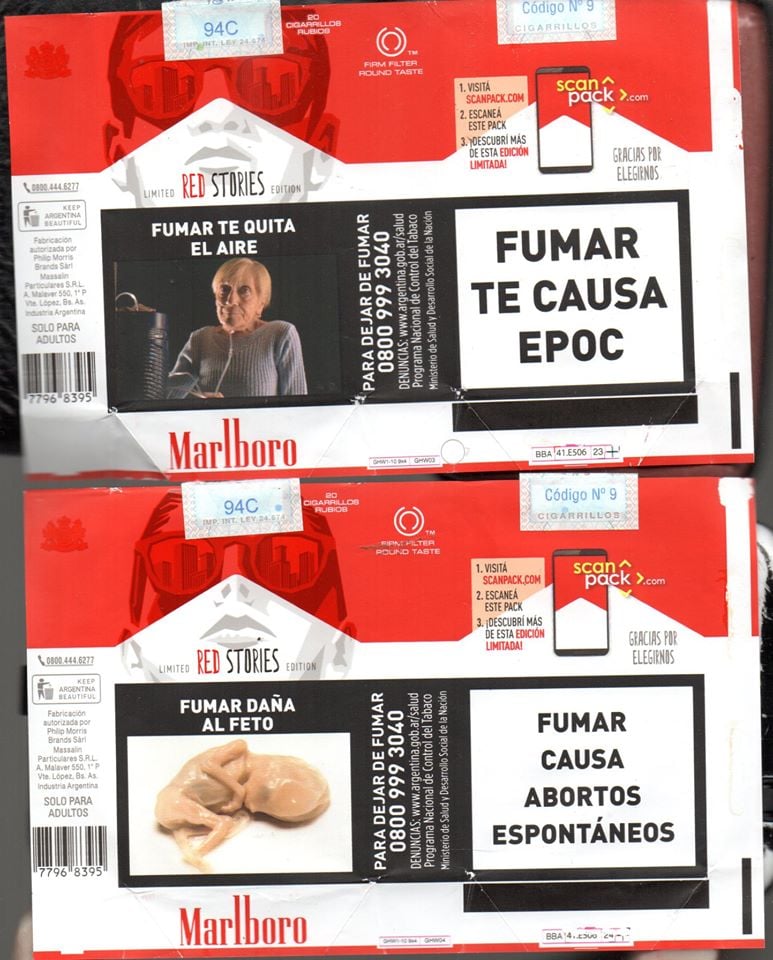 94C
IMP. INT. LEY 24.674
20
CIGARRILLOS
RUBIOS
TM
FIRM FILTER
ROUND TASTE
Código Nº 9
CIGARRILLOS
1. VISITÁ
SCANPACK.COM
2. ESCANEÁ
ESTE PACK
3. ¡DESCUBRÍ MÁS
DE ESTA EDICIÓN
LIMITADA!
scan
pack.com
GRACIAS POR
ELEGIRNOS
LIMITED RED STORIES EDITION
0800.444.6277
KEEP
ARGENTINA
BEAUTIFUL
Fabricación
autorizada por
Philip Morris
Brands Sàrl
Massalin
Particulares S.R.L.
A. Malaver 550, 1° P
Vte. López, Bs. As.
Industria Argentina
SOLO PARA
ADULTOS
7796 8395
FUMAR TE QUITA
EL AIRE
PARA DEJAR DE FUMAR
0800 999 3040
DENUNCIAS: www.argentina.gob.ar/salud
Programa Nacional de Control del Tabaco
Ministerio de Salud y Desarrollo Social de la Nación
FUMAR
TE CAUSA
EPOC
Marlboro
GHW03
BBA 41.E506 23
94C
IMP. INT. LEY 24.674
20
CIGARRILLOS
RUBIOS
TM
FIRM FILTER
ROUND TASTE
Código Nº 9
CIGARRILLOS
1. VISITÁ
SCANPACK.COM
2. ESCANEÁ
ESTE PACK
3. ¡DESCUBRÍ MÁS
DE ESTA EDICIÓN
LIMITADA!
scan
pack.com
GRACIAS POR
ELEGIRNOS
LIMITED RED STORIES EDITION
0800.444.6277
KEEP
ARGENTINA
BEAUTIFUL
Fabricación
autorizada por
Philip Morris
Brands Sàrl
Massalin
Particulares S.R.L.
A. Malaver 550, 1° P
Vte. López, Bs. As.
Industria Argentina
SOLO PARA
ADULTOS
7796 8395
FUMAR DAÑA
AL FETO
PARA DEJAR DE FUMAR
0800 999 3040
DENUNCIAS: www.argentina.gob.ar/salud
Programa Nacional de Control del Tabaco
Ministerio de Salud y Desarrollo Social de la Nación
FUMAR
CAUSA
ABORTOS
ESPONTÁNEOS
Marlboro
GHW04
BBA